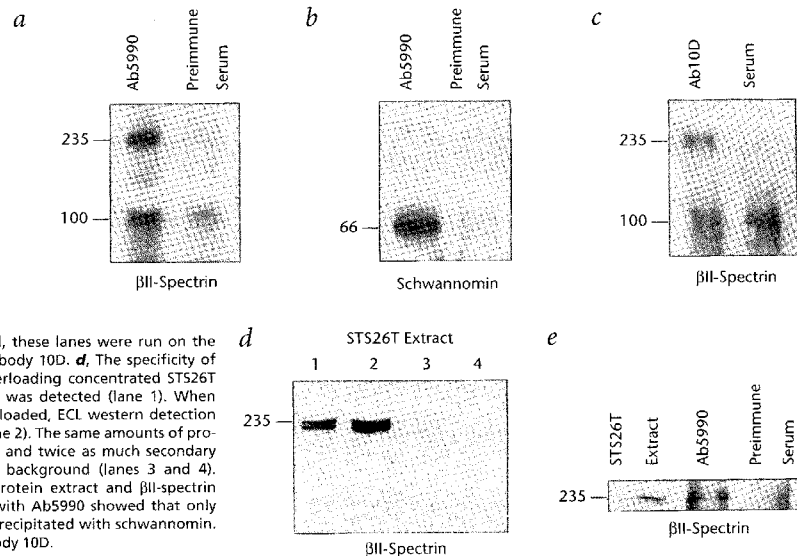 a
b
c
Ab5990
Preimmune
Serum
Ab5990
Preimmune
Serum
Ab10D
Serum
235
100
66
235
100
βII-Spectrin
Schwannomin
βII-Spectrin
l, these lanes were run on the
body 10D. d, The specificity of
erloading concentrated STS26T
was detected (lane 1). When
loaded, ECL western detection
ne 2). The same amounts of pro-
and twice as much secondary
background (lanes 3 and 4).
rotein extract and βII-spectrin
with Ab5990 showed that only
recipitated with schwannomin.
dy 10D.
d
STS26T Extract
1 2 3 4
235
βII-Spectrin
e
STS26T
Extract
Ab5990
Preimmune
Serum
235
βII-Spectrin